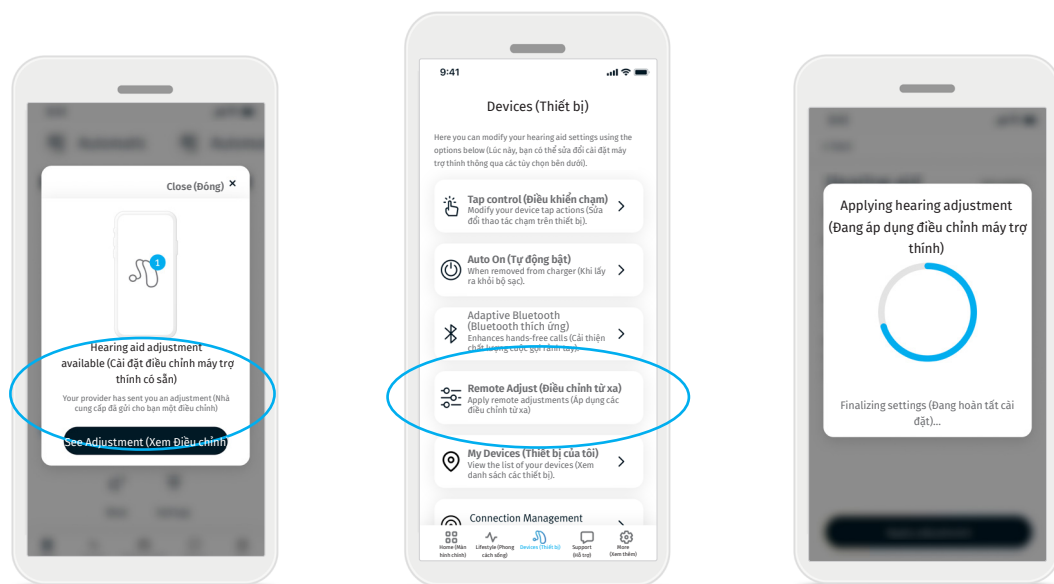 Close (Đóng) ×
1
Hearing aid adjustment
available (Cài đặt điều chỉnh máy trợ
thính có sẵn)
Your provider has sent you an adjustment (Nhà
cung cấp đã gửi cho bạn một điều chỉnh)
See Adjustment (Xem Điều chỉnh)
9:41
Devices (Thiết bị)
Here you can modify your hearing aid settings using the
options below (Lúc này, bạn có thể sửa đổi cài đặt máy
trợ thính thông qua các tùy chọn bên dưới).
Tap control (Điều khiển chạm)
Modify your device tap actions (Sửa
đổi thao tác chạm trên thiết bị).
Auto On (Tự động bật)
When removed from charger (Khi lấy
ra khỏi bộ sạc).
Adaptive Bluetooth
(Bluetooth thích ứng)
Enhances hands-free calls (Cải thiện
chất lượng cuộc gọi rảnh tay).
Remote Adjust (Điều chỉnh từ xa)
Apply remote adjustments (Áp dụng các
điều chỉnh từ xa)
My Devices (Thiết bị của tôi)
View the list of your devices (Xem
danh sách các thiết bị).
Connection Management
Home (Màn
hình chính)
Lifestyle (Phong
cách sống)
Devices (Thiết bị)
Support
(Hỗ trợ)
More
(Xem thêm)
Applying hearing adjustment
(Đang áp dụng điều chỉnh máy trợ
thính)
Finalizing settings (Đang hoàn tất cài
đặt)...